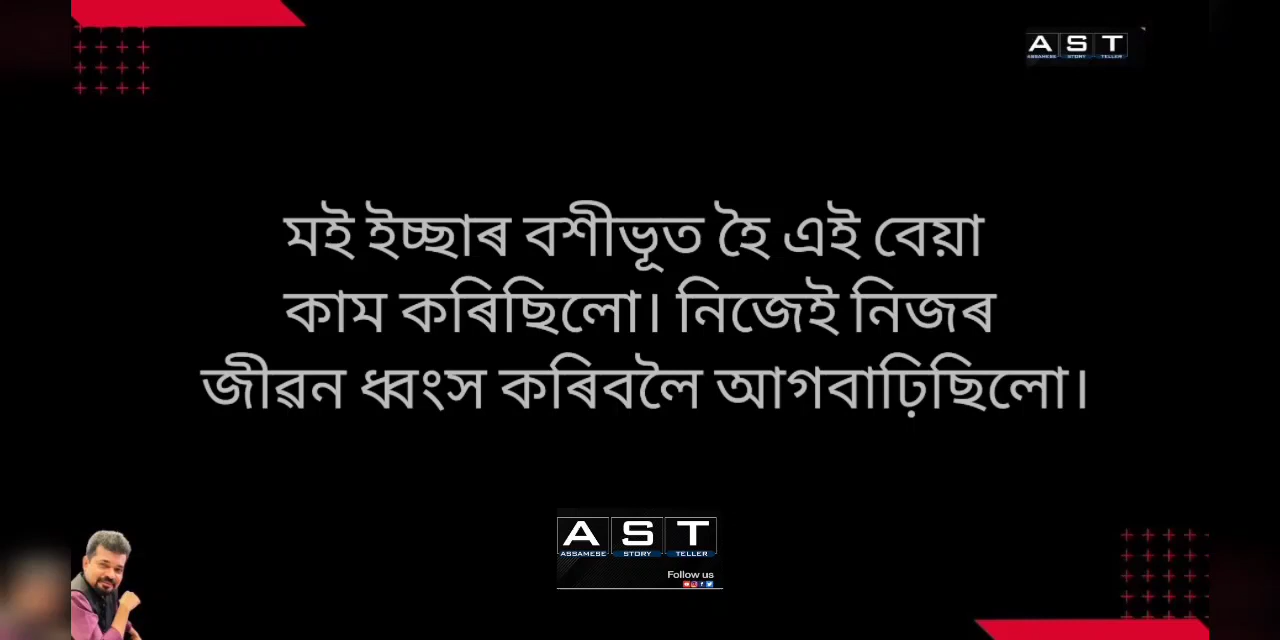 AST
ASSAMESE STORY TELLER
মই ইচ্ছাৰ বশীভূত হৈ এই বেয়া
কাম কৰিছিলো। নিজেই নিজৰ
জীৱন ধ্বংস কৰিবলৈ আগবাঢ়িছিলো।
AST
ASSAMESE STORY TELLER
Follow us